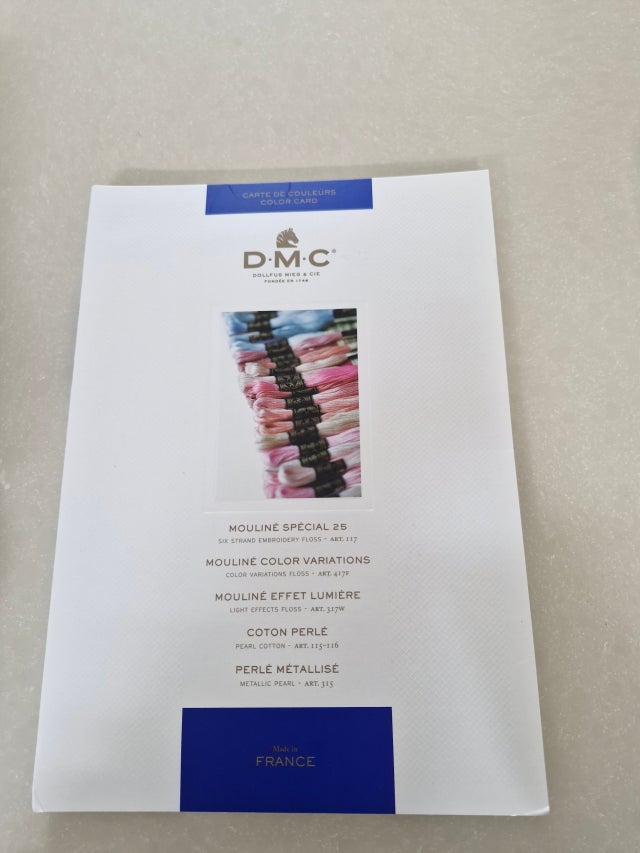 CARTE DE COULEURS
COLOR CARD
D·M·C®
DOLLFUS MIEG & CIE
FONDÉE EN 1746
MOULINÉ SPÉCIAL 25
SIX STRAND EMBROIDERY FLOSS - ART. 117
MOULINÉ COLOR VARIATIONS
COLOR VARIATIONS FLOSS - ART. 417F
MOULINÉ EFFET LUMIÈRE
LIGHT EFFECTS FLOSS - ART. 317W
COTON PERLÉ
PEARL COTTON - ART. 115-116
PERLÉ MÉTALLISÉ
METALLIC PEARL - ART. 315
Made in
FRANCE